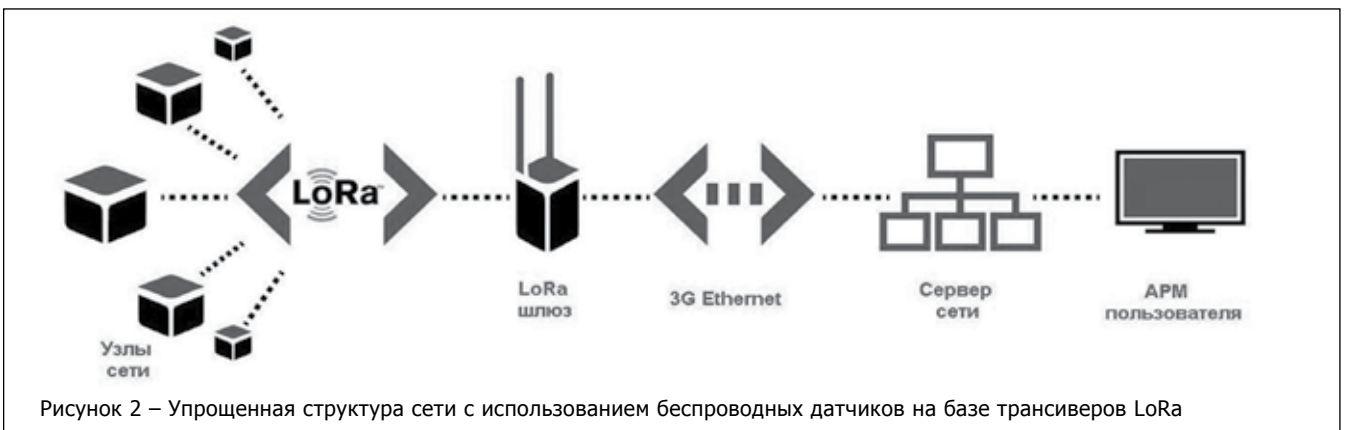 LoRa
LoRa
шлюз
3G Ethernet
Сервер
сети
АРМ
пользователя
Узлы
сети
Рисунок 2 – Упрощенная структура сети с использованием беспроводных датчиков на базе трансиверов LoRa